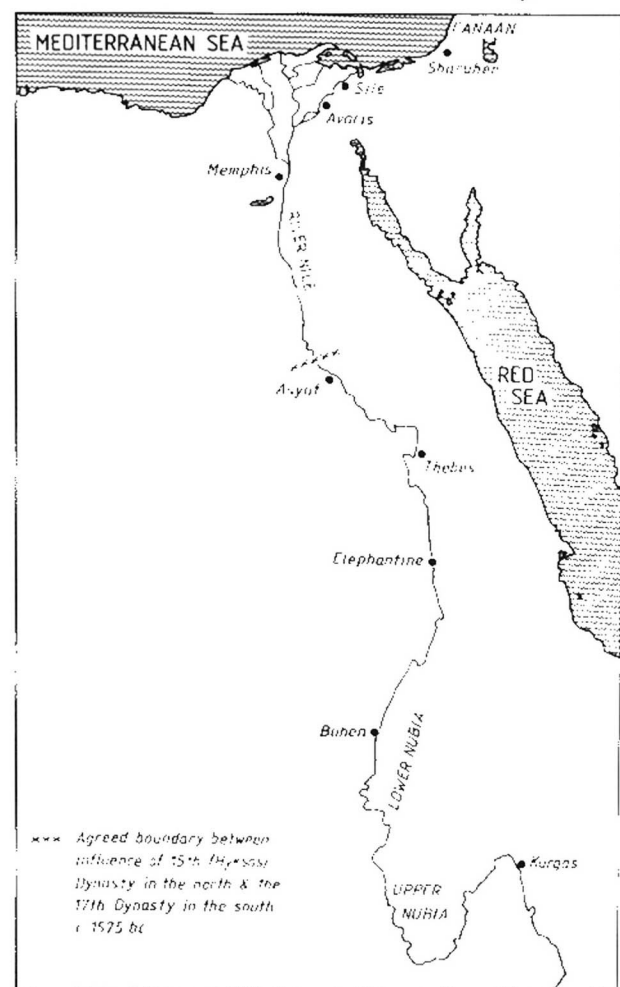 MEDITERRANEAN SEA
CANAAN
Sharuhen
Sile
Avaris
Memphis
RIVER NILE
Asyut
RED
SEA
Thebes
Elephantine
Buhen
LOWER NUBIA
xxx Agreed boundary between
influence of 15th (Hyksos)
Dynasty in the north & the
17th Dynasty in the south
c 1575 bc
Kurgas
UPPER
NUBIA